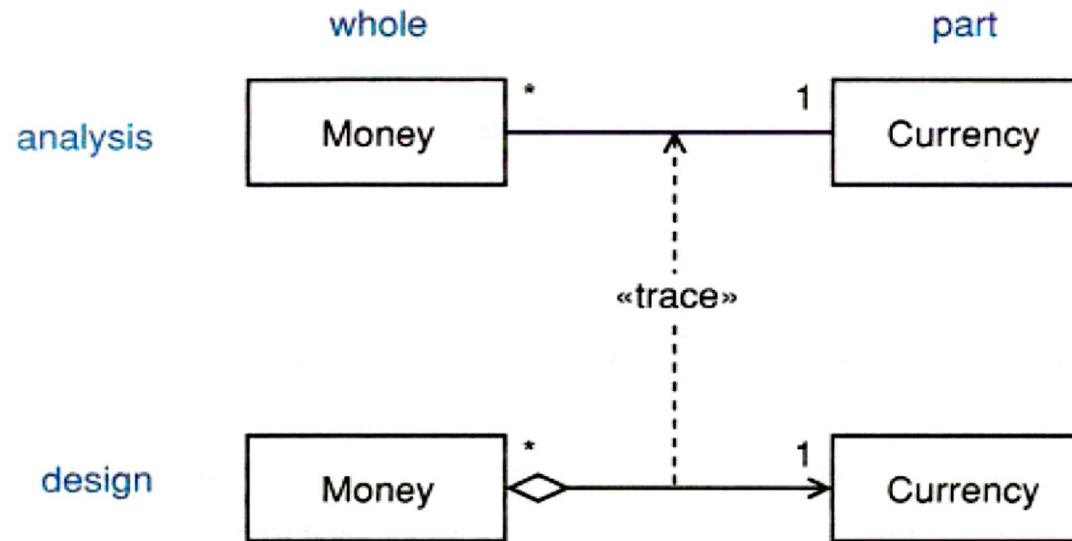 whole part
analysis Money * 1 Currency
«trace»
design Money * 1 Currency